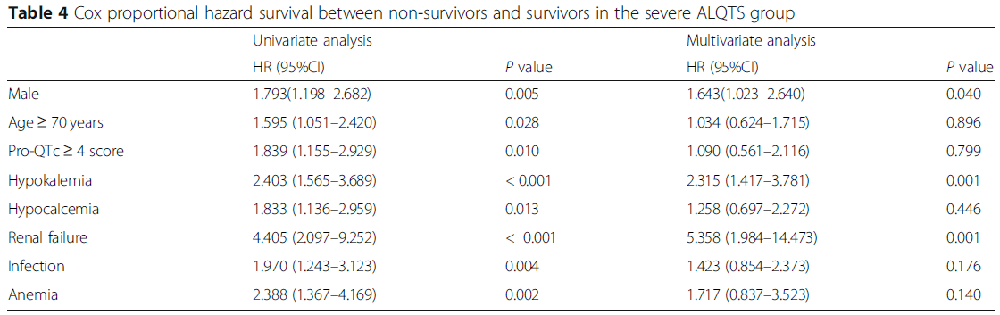 Table 4 Cox proportional hazard survival between non-survivors and survivors in the severe ALQTS group
Univariate analysis Multivariate analysis
HR (95%CI) P value HR (95%CI) P value
Male 1.793(1.198–2.682) 0.005 1.643(1.023–2.640) 0.040
Age ≥ 70 years 1.595 (1.051–2.420) 0.028 1.034 (0.624–1.715) 0.896
Pro-QTc ≥ 4 score 1.839 (1.155–2.929) 0.010 1.090 (0.561–2.116) 0.799
Hypokalemia 2.403 (1.565–3.689) < 0.001 2.315 (1.417–3.781) 0.001
Hypocalcemia 1.833 (1.136–2.959) 0.013 1.258 (0.697–2.272) 0.446
Renal failure 4.405 (2.097–9.252) < 0.001 5.358 (1.984–14.473) 0.001
Infection 1.970 (1.243–3.123) 0.004 1.423 (0.854–2.373) 0.176
Anemia 2.388 (1.367–4.169) 0.002 1.717 (0.837–3.523) 0.140